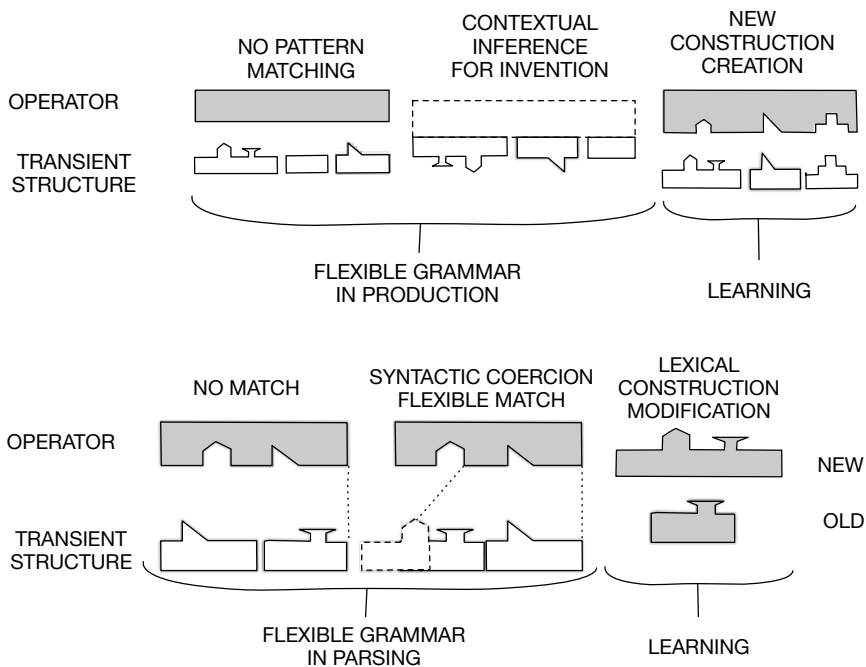 NO PATTERN
MATCHING
CONTEXTUAL
INFERENCE
FOR INVENTION
NEW
CONSTRUCTION
CREATION
OPERATOR
TRANSIENT
STRUCTURE
FLEXIBLE GRAMMAR
IN PRODUCTION
LEARNING
NO MATCH
SYNTACTIC COERCION
FLEXIBLE MATCH
LEXICAL
CONSTRUCTION
MODIFICATION
OPERATOR
NEW
OLD
TRANSIENT
STRUCTURE
FLEXIBLE GRAMMAR
IN PARSING
LEARNING